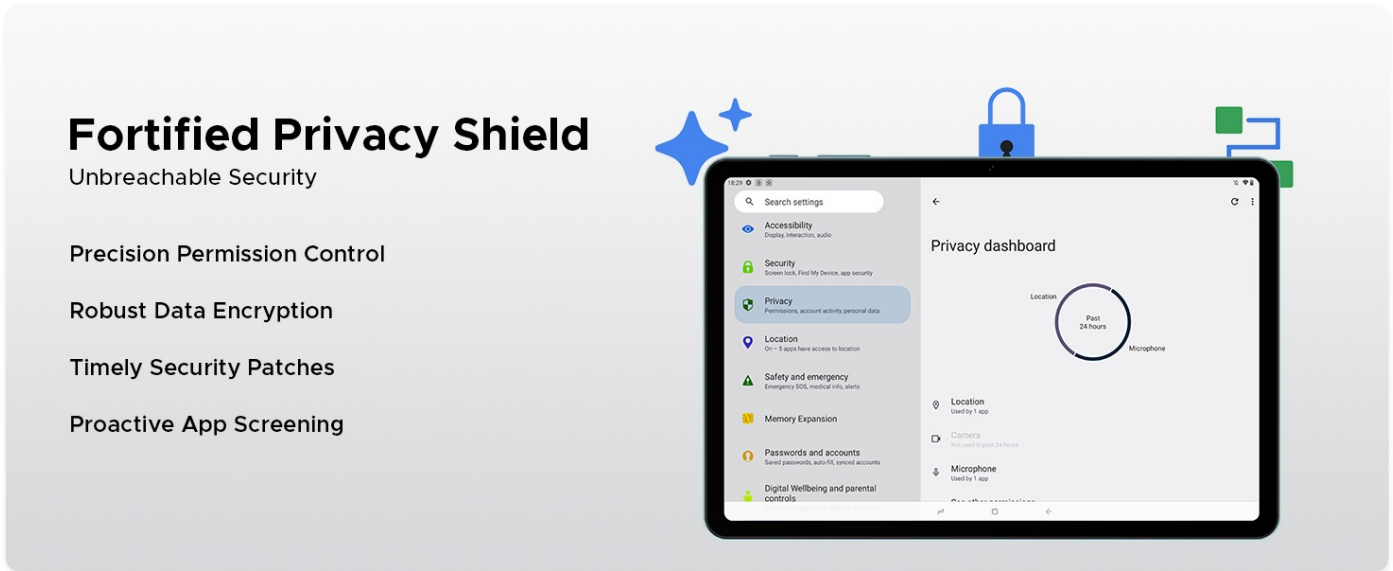 Fortified Privacy Shield
Unbreachable Security
Precision Permission Control
Robust Data Encryption
Timely Security Patches
Proactive App Screening
18:29
Search settings
Accessibility
Display, interaction, audio
Security
Screen lock, Find My Device, app security
Privacy
Permissions, account activity, personal data
Location
On – 5 apps have access to location
Safety and emergency
Emergency SOS, medical info, alerts
Memory Expansion
Passwords and accounts
Saved passwords, auto-fill, synced accounts
Digital Wellbeing and parental
controls
Privacy dashboard
Location
Past
24 hours
Microphone
Location
Used by 1 app
Camera
Not used in past 24 hours
Microphone
Used by 1 app
See other permissions